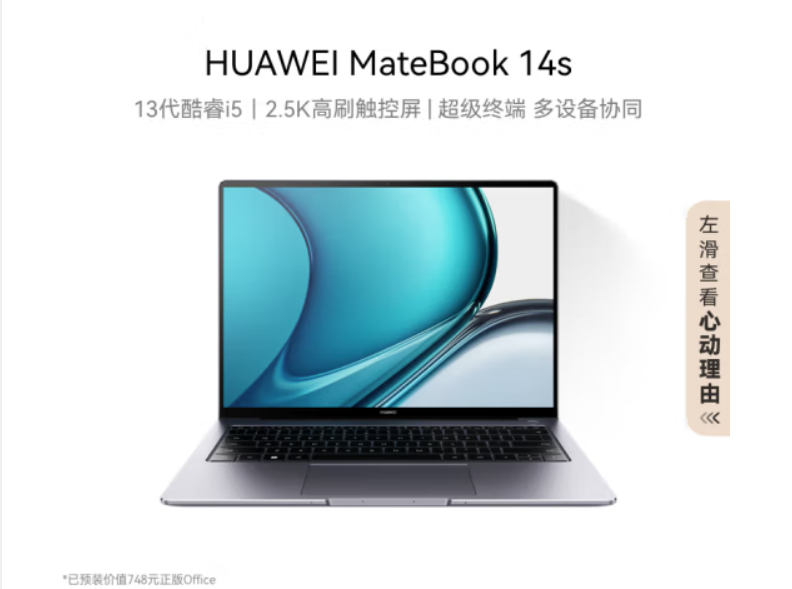 HUAWEI MateBook 14s
13代酷睿i5 | 2.5K高刷触控屏 | 超级终端 多设备协同
左滑查看心动理由
HUAWEI
*已预装价值748元正版Office